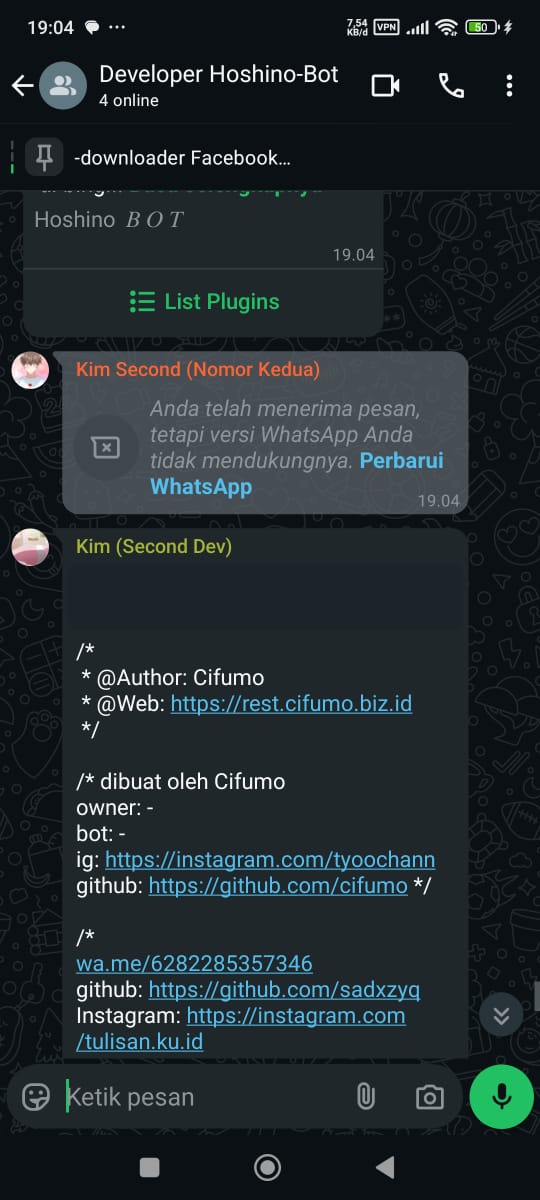 19.04
7,54
KB/d
VPN
50
Developer Hoshino-Bot
4 online
-downloader Facebook...
Hoshino 𝐵 𝑂 𝑇
19.04
List Plugins
Kim Second (Nomor Kedua)
Anda telah menerima pesan,
tetapi versi WhatsApp Anda
tidak mendukungnya. Perbarui
WhatsApp
19.04
Kim (Second Dev)
/*
* @Author: Cifumo
* @Web: https://rest.cifumo.biz.id
*/
/* dibuat oleh Cifumo
owner: -
bot: -
ig: https://instagram.com/tyoochann
github: https://github.com/cifumo */
/*
wa.me/6282285357346
github: https://github.com/sadxzyq
Instagram: https://instagram.com
/tulisan.ku.id
Ketik pesan